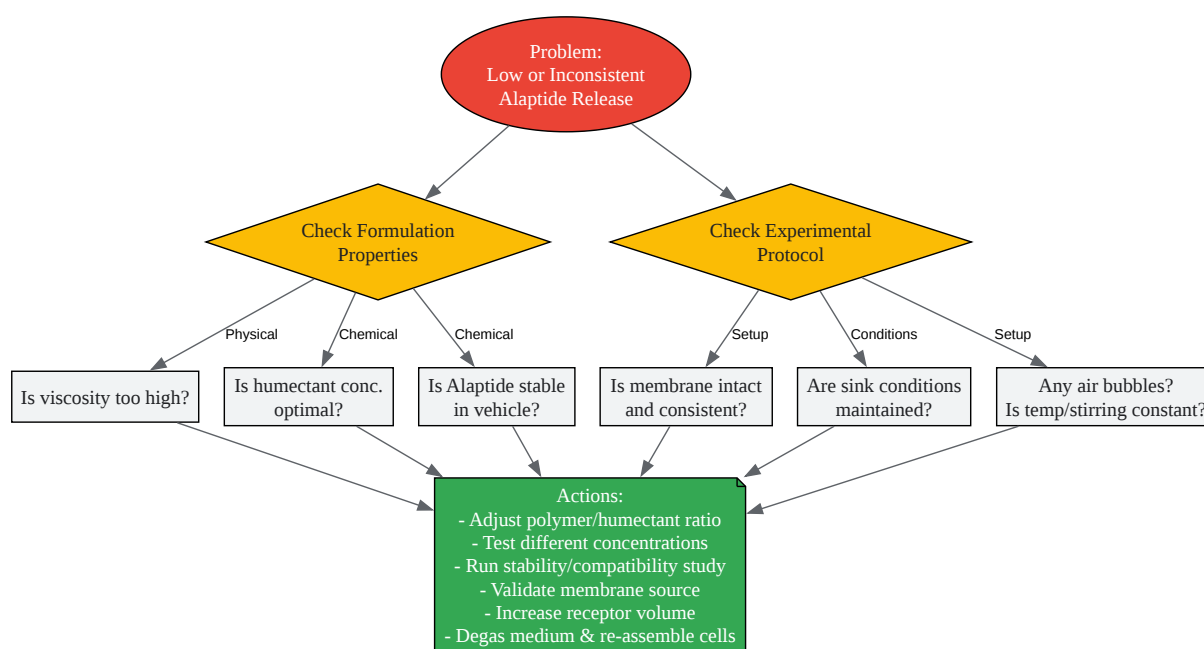 Problem:
Low or Inconsistent
Alaptide Release
Check Formulation
Properties
Check Experimental
Protocol
Physical
Chemical
Chemical
Setup
Conditions
Setup
Is viscosity too high?
Is humectant conc.
optimal?
Is Alaptide stable
in vehicle?
Is membrane intact
and consistent?
Are sink conditions
maintained?
Any air bubbles?
Is temp/stirring constant?
Actions:
- Adjust polymer/humectant ratio
- Test different concentrations
- Run stability/compatibility study
- Validate membrane source
- Increase receptor volume
- Degas medium & re-assemble cells